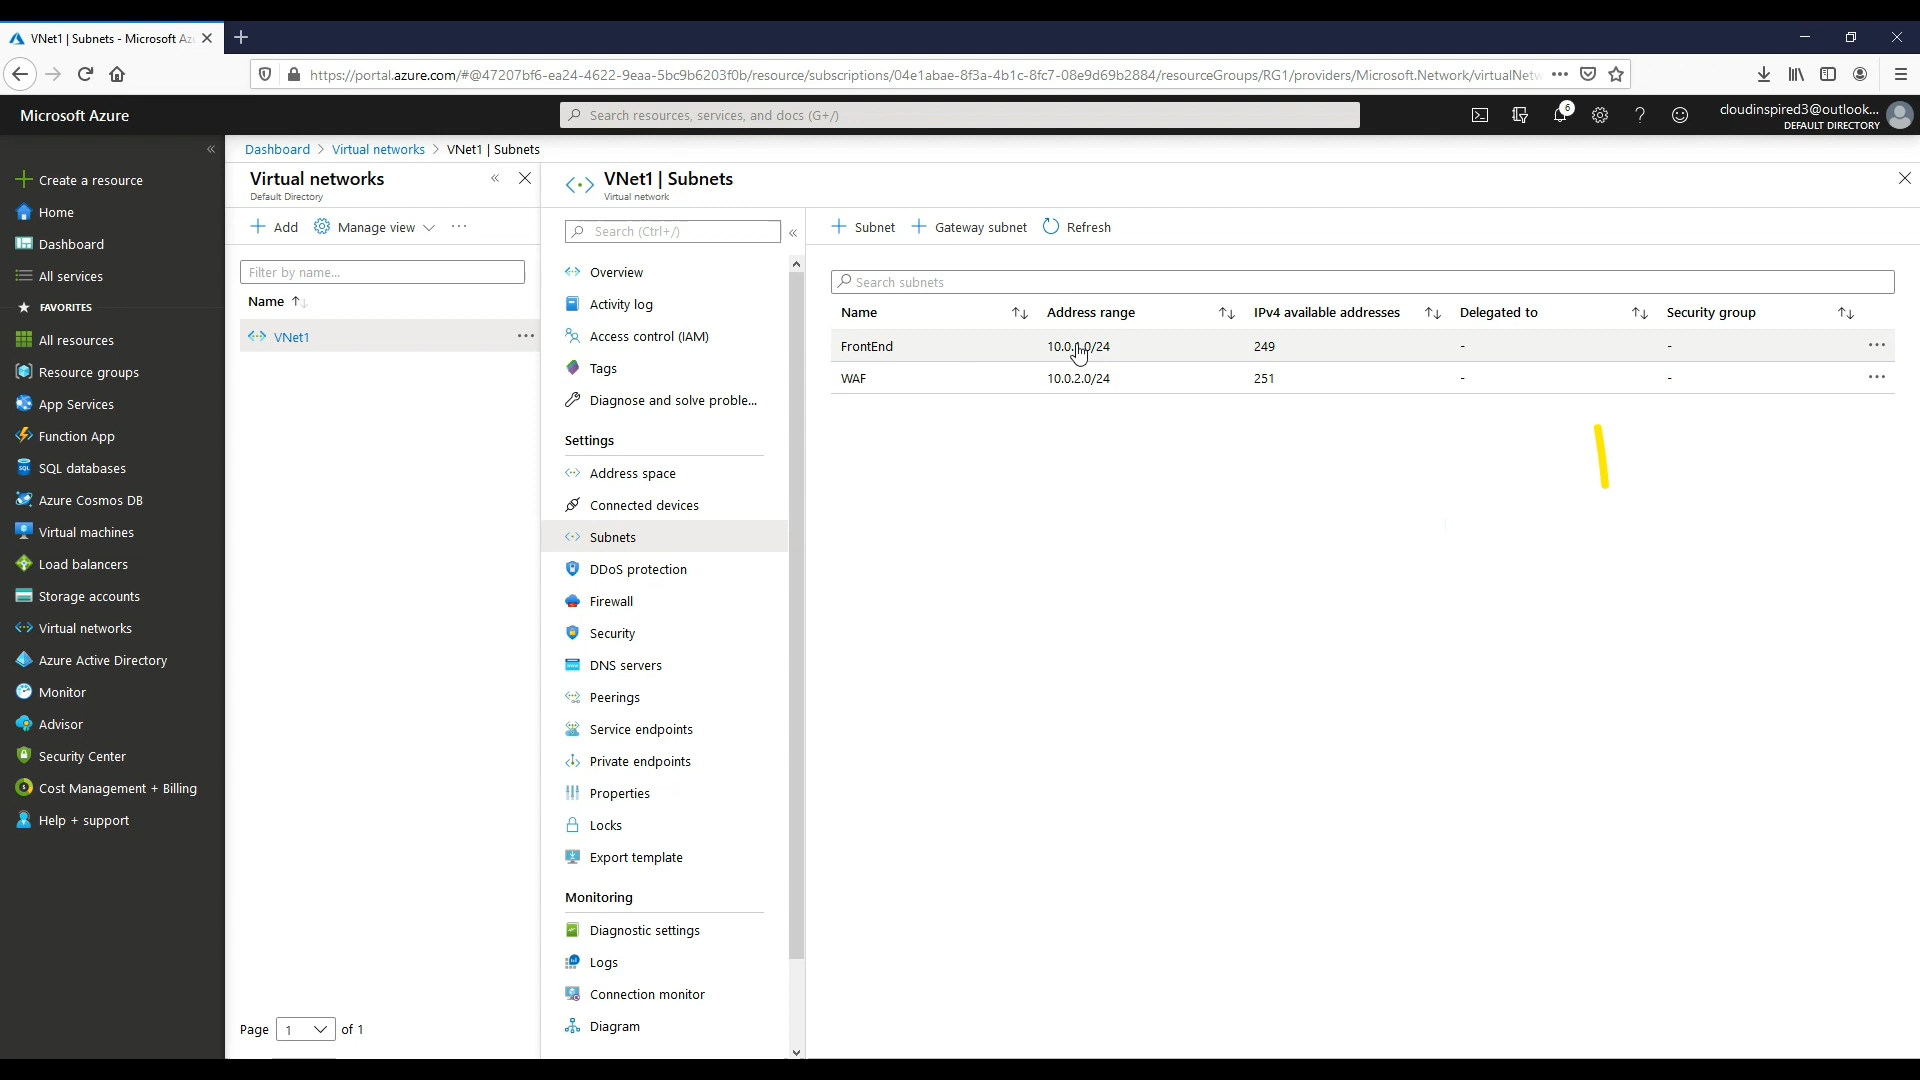 VNet1 | Subnets - Microsoft Az
https://portal.azure.com/#@47207bf6-ea24-4622-9eaa-5bc9b6203f0b/resource/subscriptions/04e1abae-8f3a-4b1c-8fc7-08e9d69b2884/resourceGroups/RG1/providers/Microsoft.Network/virtualNetw
Microsoft Azure
Search resources, services, and docs (G+/)
6
cloudinspired3@outlook...
DEFAULT DIRECTORY
Create a resource
Home
Dashboard
All services
FAVORITES
All resources
Resource groups
App Services
Function App
SQL databases
Azure Cosmos DB
Virtual machines
Load balancers
Storage accounts
Virtual networks
Azure Active Directory
Monitor
Advisor
Security Center
Cost Management + Billing
Help + support
Dashboard > Virtual networks > VNet1 | Subnets
Virtual networks
Default Directory
Add
Manage view
Filter by name...
Name
VNet1
Page 1 of 1
VNet1 | Subnets
Virtual network
Search (Ctrl+/)
Overview
Activity log
Access control (IAM)
Tags
Diagnose and solve proble...
Settings
Address space
Connected devices
Subnets
DDoS protection
Firewall
Security
DNS servers
Peerings
Service endpoints
Private endpoints
Properties
Locks
Export template
Monitoring
Diagnostic settings
Logs
Connection monitor
Diagram
Subnet
Gateway subnet
Refresh
Search subnets
Name Address range IPv4 available addresses Delegated to Security group
FrontEnd 10.0.1.0/24 249 - -
WAF 10.0.2.0/24 251 - -